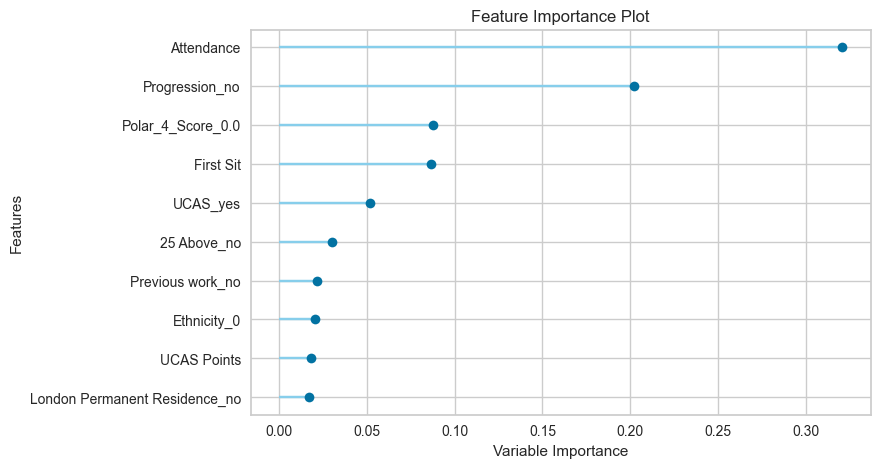 Feature Importance Plot
Attendance
Progression_no
Polar_4_Score_0.0
First Sit
UCAS_yes
25 Above_no
Previous work_no
Ethnicity_0
UCAS Points
London Permanent Residence_no
Features
0.00 0.05 0.10 0.15 0.20 0.25 0.30
Variable Importance